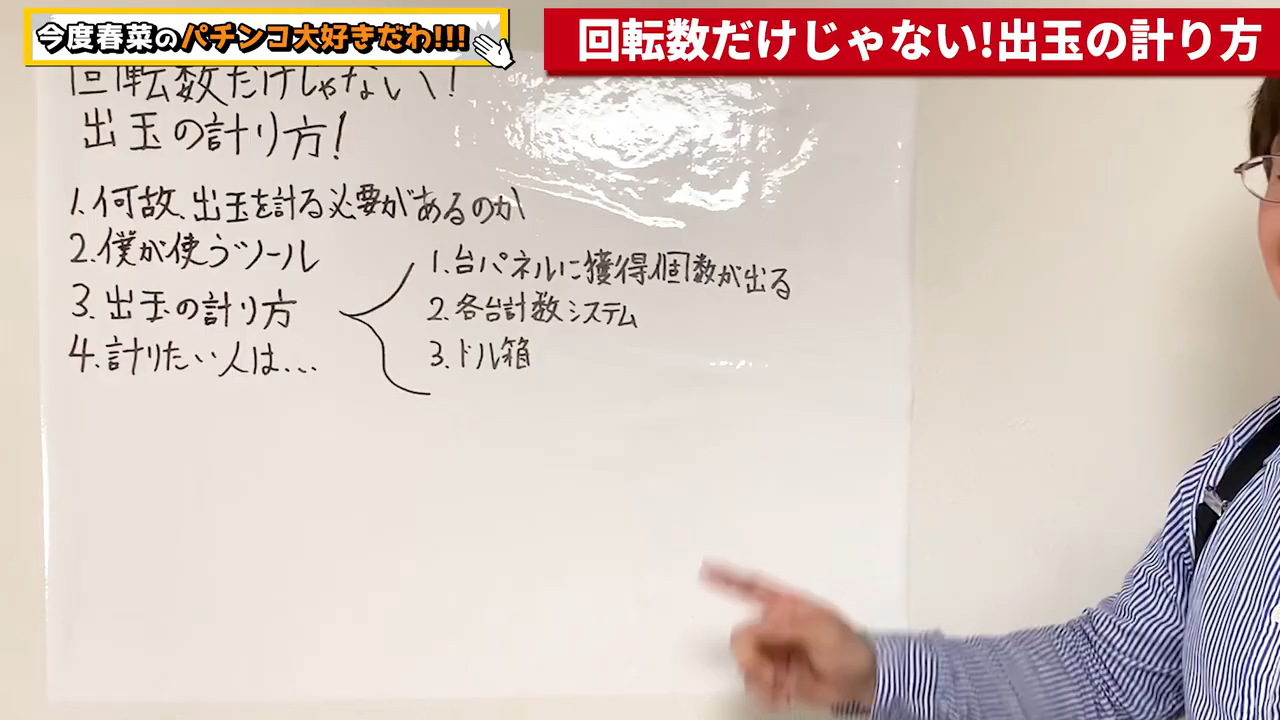 今度春菜のパチンコ大好きだわ!!!
回転数だけじゃない!出玉の計り方
回転数だけじゃない!
出玉の計り方!
1.何故、出玉を計る必要があるのか
2.僕が使うツール
3.出玉の計り方
4.計りたい人は...
1.台パネルに獲得個数が出る
2.各台計数システム
3.ドル箱